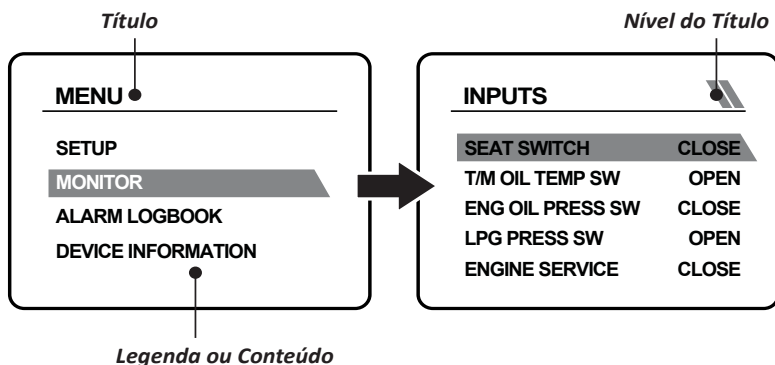 Título
Nível do Título
MENU
SETUP
MONITOR
ALARM LOGBOOK
DEVICE INFORMATION
INPUTS
SEAT SWITCH CLOSE
T/M OIL TEMP SW OPEN
ENG OIL PRESS SW CLOSE
LPG PRESS SW OPEN
ENGINE SERVICE CLOSE
Legenda ou Conteúdo